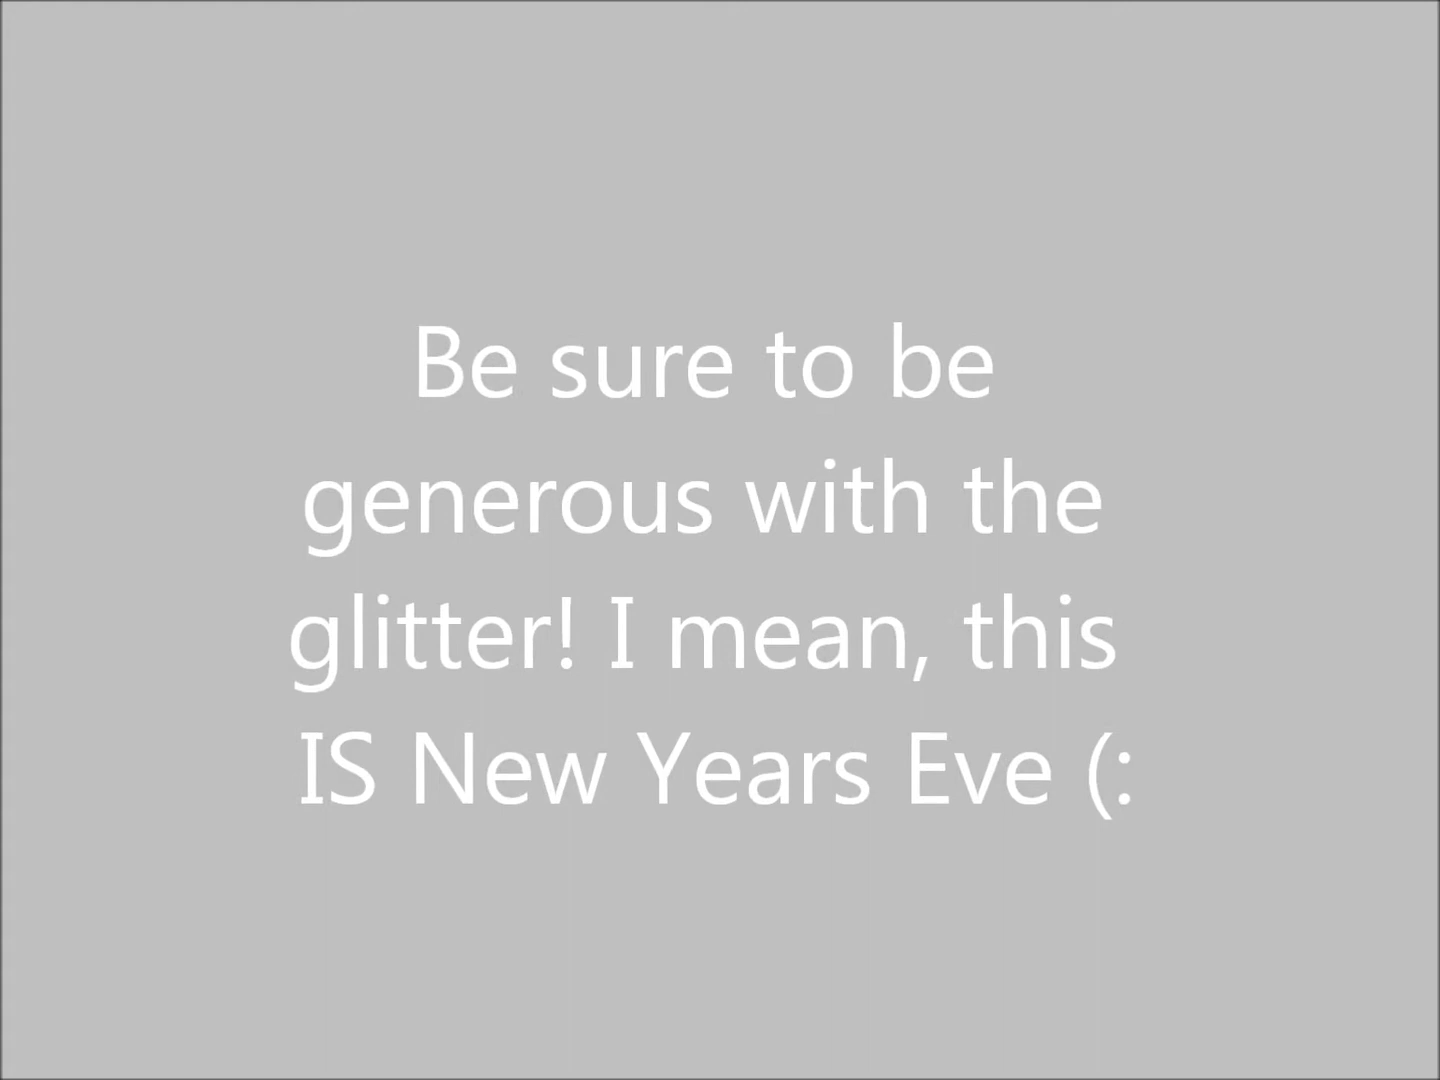 Be sure to be
generous with the
glitter! I mean, this
IS New Years Eve (: